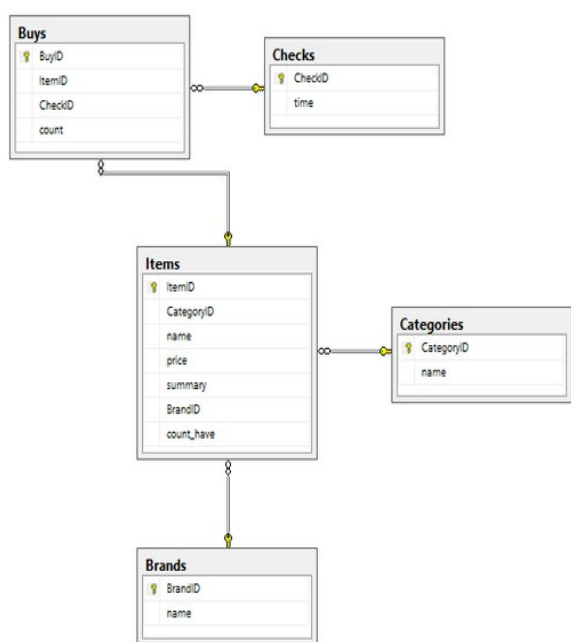 Buys
BuyID
ItemID
CheckID
count
Checks
CheckID
time
Items
ItemID
CategoryID
name
price
summary
BrandID
count_have
Categories
CategoryID
name
Brands
BrandID
name